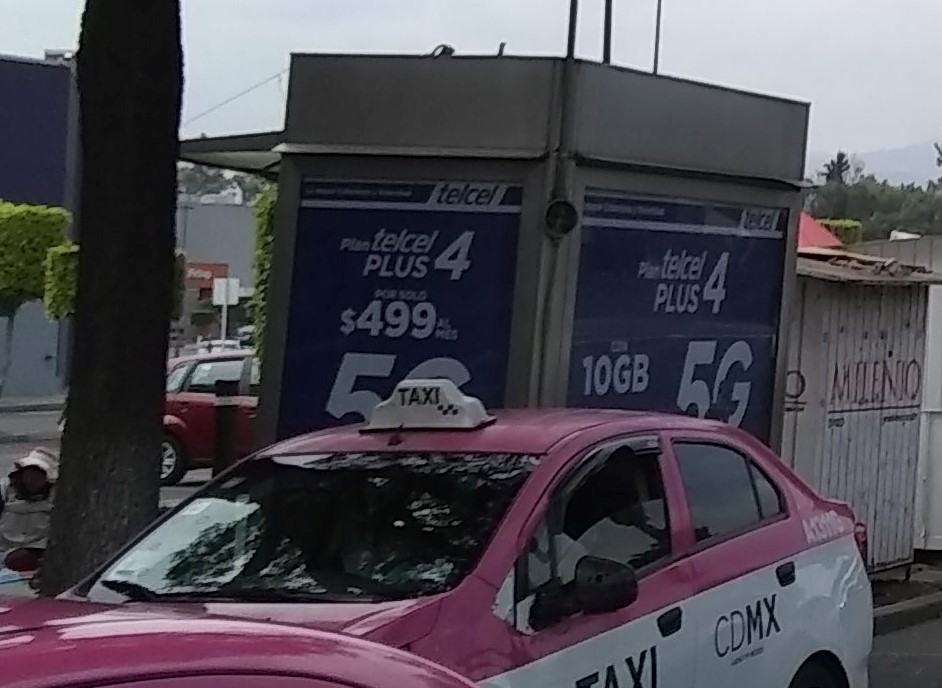 telcel
Plan telcel 4
PLUS
POR SOLO
$499 AL
MES
5G
telcel
Plan telcel 4
PLUS
CON
10GB 5G
MILENIO
TAXI
CDMX
TAXI